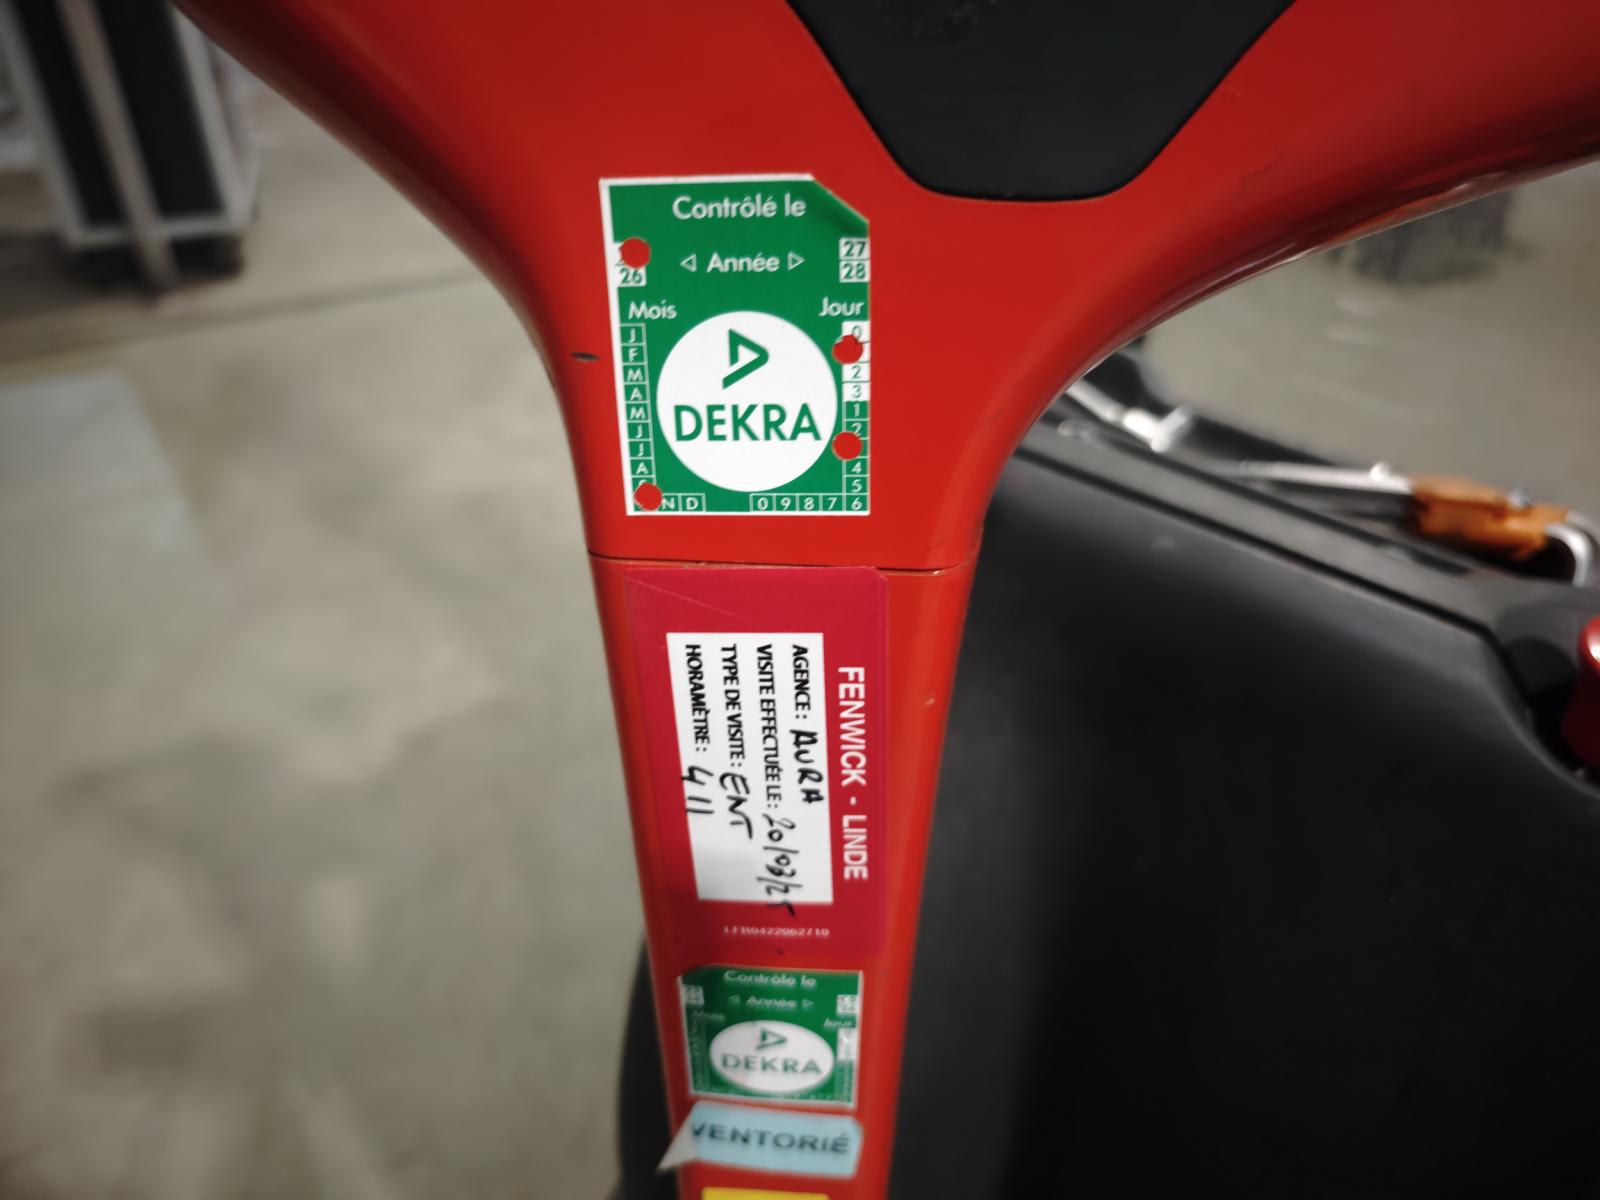 Contrôlé le
26 ◁ Année ▷ 27
28
Mois Jour
J 0
F
M 2
A 3
M 1
J 2
J
A 4
5
N D 0 9 8 7 6
DEKRA
FENWICK - LINDE
AGENCE : AURA
VISITE EFFECTUÉE LE : 20/03/25
TYPE DE VISITE : ENT
HORAMÈTRE : 411
LFR0422062710
Contrôlé le
◁ Année ▷
Mois Jour
DEKRA
VENTORIÉ